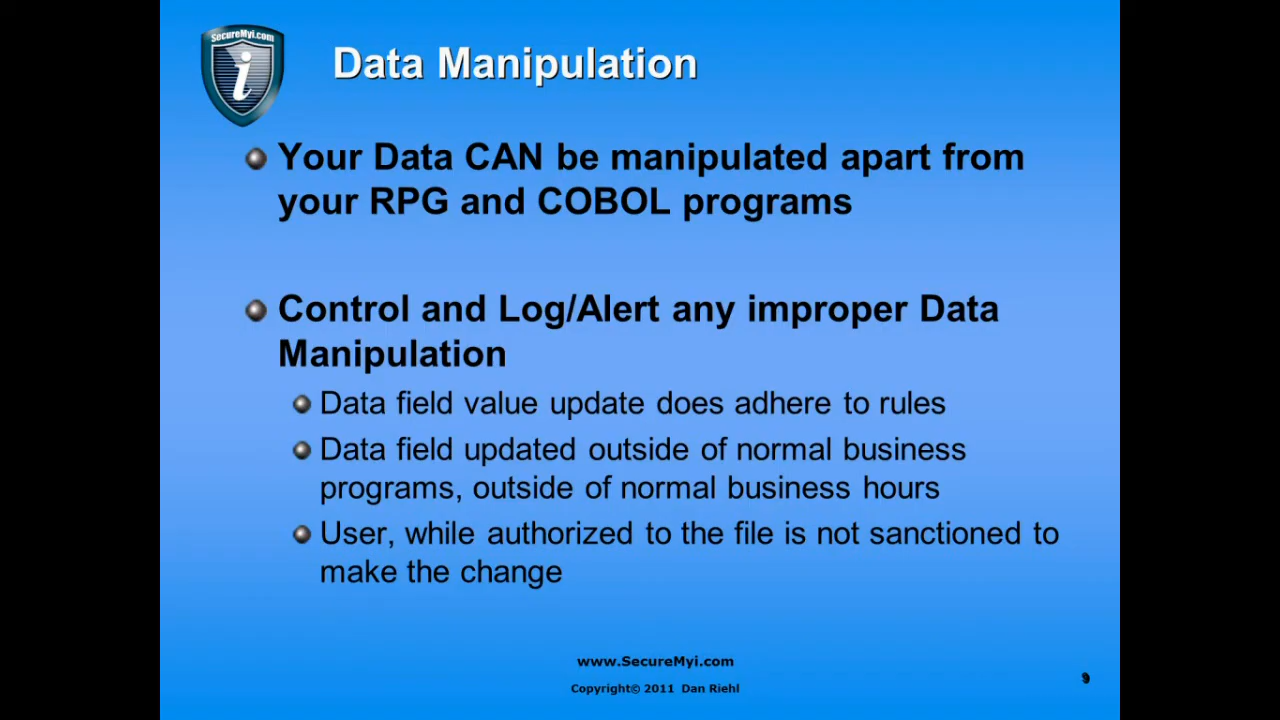 SecureMyi.com
i
Data Manipulation
Your Data CAN be manipulated apart from
your RPG and COBOL programs
Control and Log/Alert any improper Data
Manipulation
Data field value update does adhere to rules
Data field updated outside of normal business
programs, outside of normal business hours
User, while authorized to the file is not sanctioned to
make the change
www.SecureMyi.com
Copyright© 2011 Dan Riehl
9